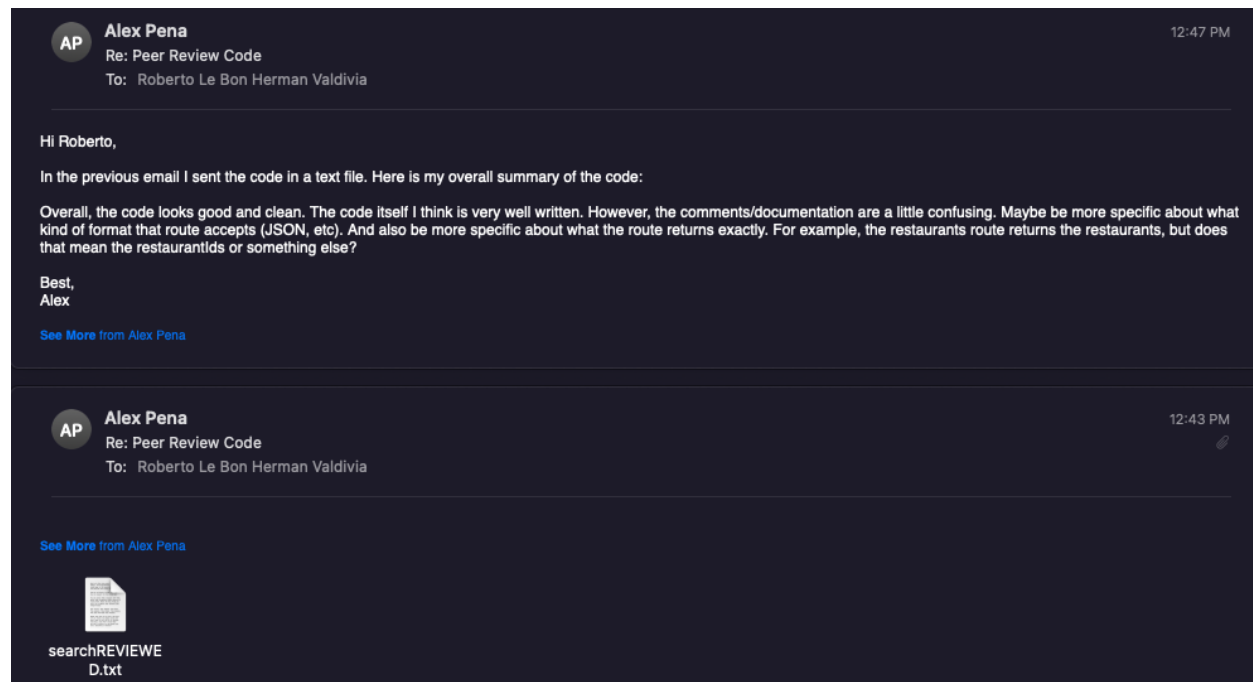 AP
Alex Pena
12:47 PM
Re: Peer Review Code
To: Roberto Le Bon Herman Valdivia
Hi Roberto,
In the previous email I sent the code in a text file. Here is my overall summary of the code:
Overall, the code looks good and clean. The code itself I think is very well written. However, the comments/documentation are a little confusing. Maybe be more specific about what
kind of format that route accepts (JSON, etc). And also be more specific about what the route returns exactly. For example, the restaurants route returns the restaurants, but does
that mean the restaurantIds or something else?
Best,
Alex
See More from Alex Pena
AP
Alex Pena
12:43 PM
Re: Peer Review Code
To: Roberto Le Bon Herman Valdivia
See More from Alex Pena
searchREVIEWE
D.txt